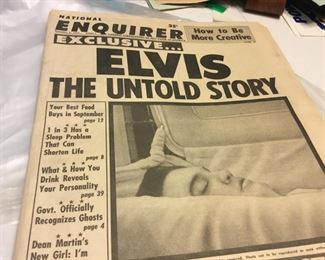 NATIONAL
ENQUIRER
35¢
How to Be
More Creative
EXCLUSIVE...
ELVIS
THE UNTOLD STORY
Your Best Food
Buys in September
page 12
★ ★ ★
1 in 3 Has a
Sleep Problem
That Can
Shorten Life
page 8
★ ★ ★
What & How You
Drink Reveals
Your Personality
page 39
★ ★ ★
Govt. Officially
Recognizes Ghosts
page 4
★ ★ ★
Dean Martin's
New Girl: I'm